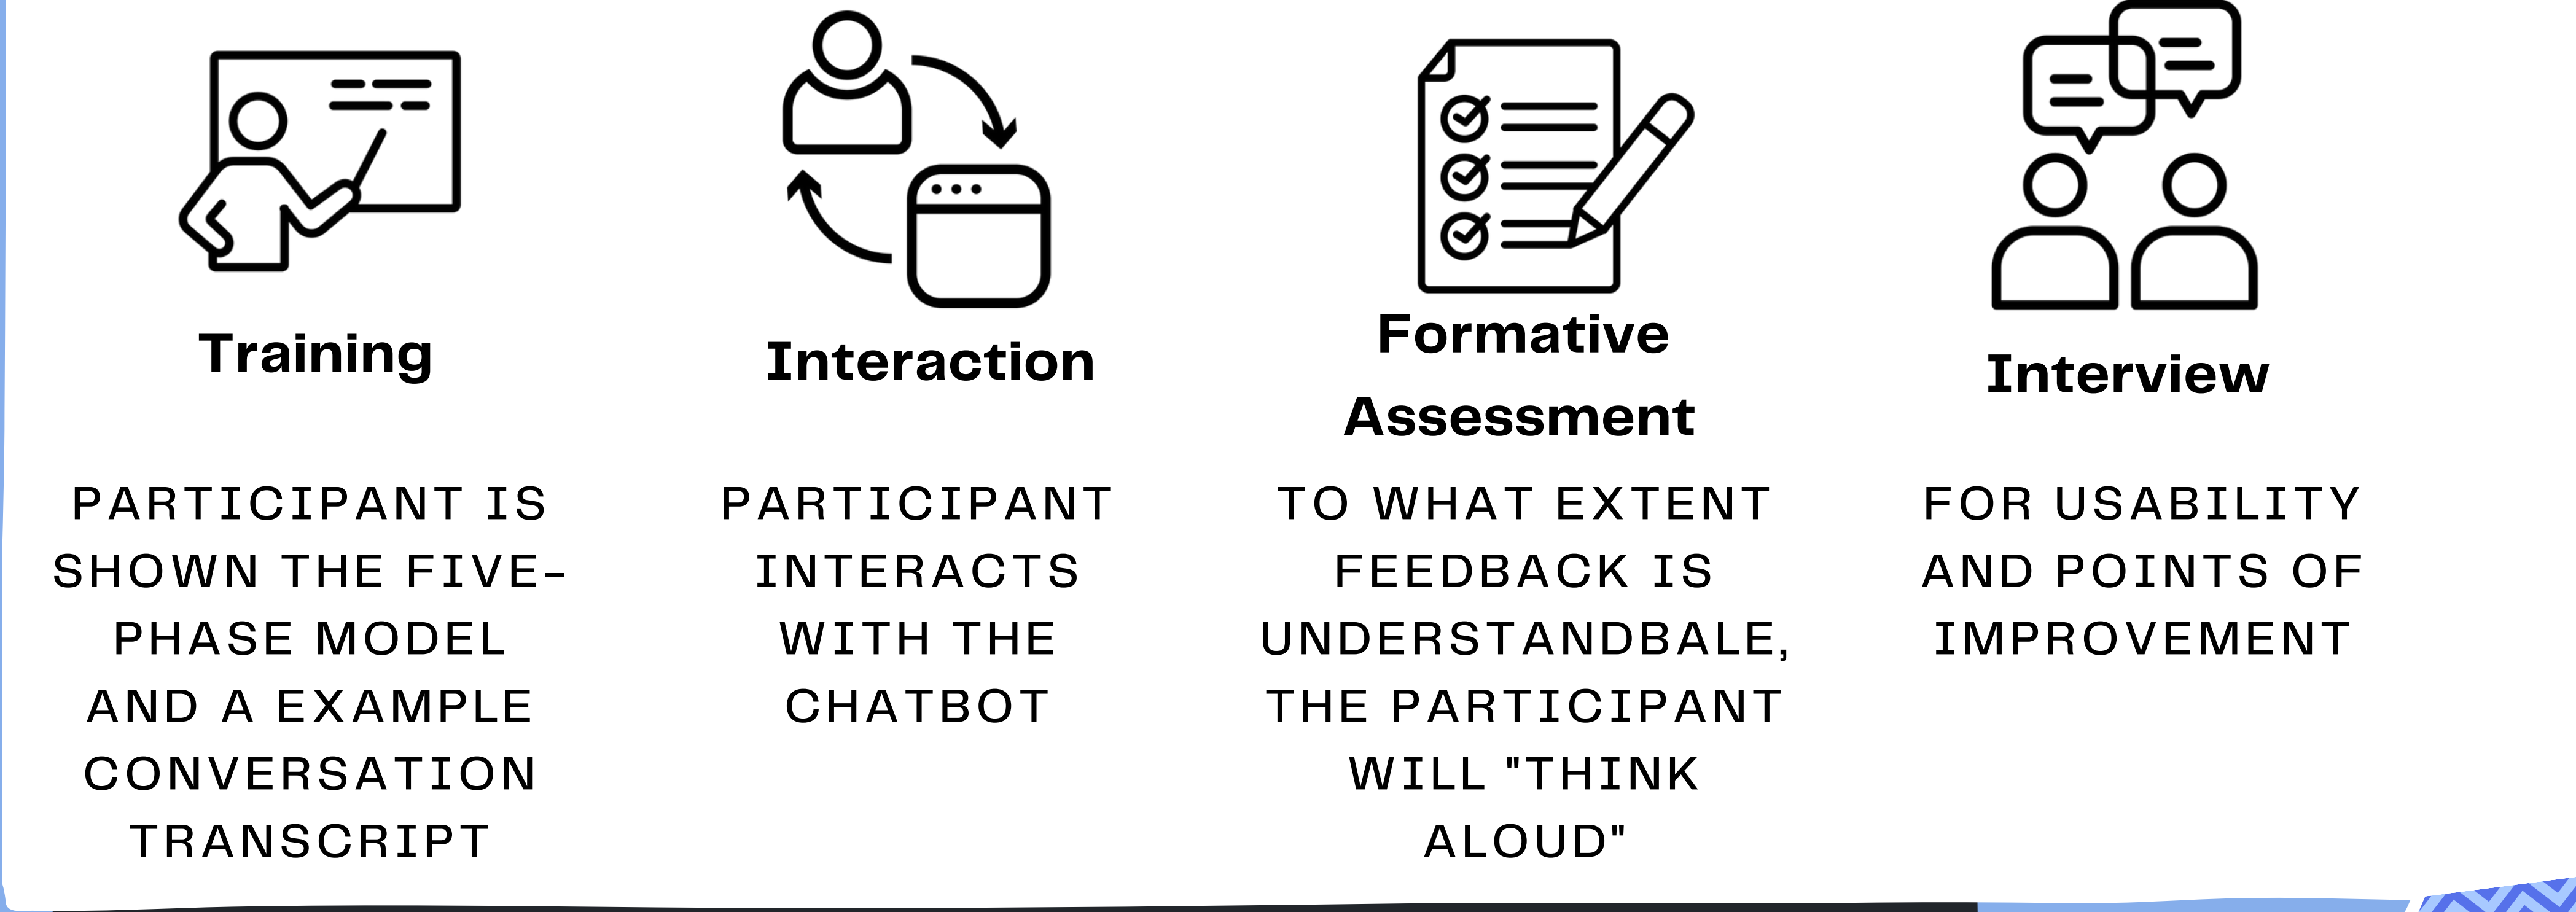 Training
PARTICIPANT IS
SHOWN THE FIVE-
PHASE MODEL
AND A EXAMPLE
CONVERSATION
TRANSCRIPT
Interaction
PARTICIPANT
INTERACTS
WITH THE
CHATBOT
Formative
Assessment
TO WHAT EXTENT
FEEDBACK IS
UNDERSTANDBALE,
THE PARTICIPANT
WILL "THINK
ALOUD"
Interview
FOR USABILITY
AND POINTS OF
IMPROVEMENT